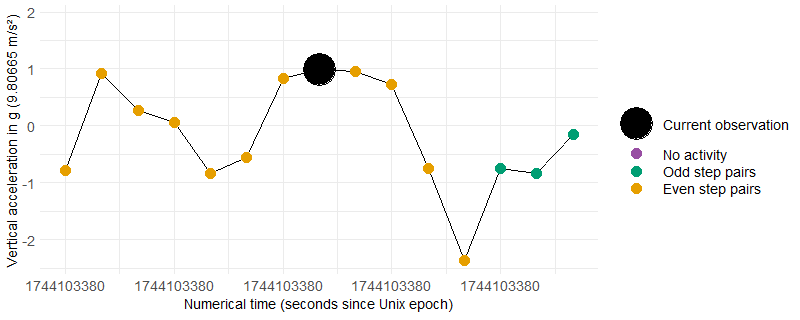 Vertical acceleration in g (9.80665 m/s²)
2
1
0
-1
-2
1744103380 1744103380 1744103380 1744103380 1744103380
Numerical time (seconds since Unix epoch)
Current observation
No activity
Odd step pairs
Even step pairs